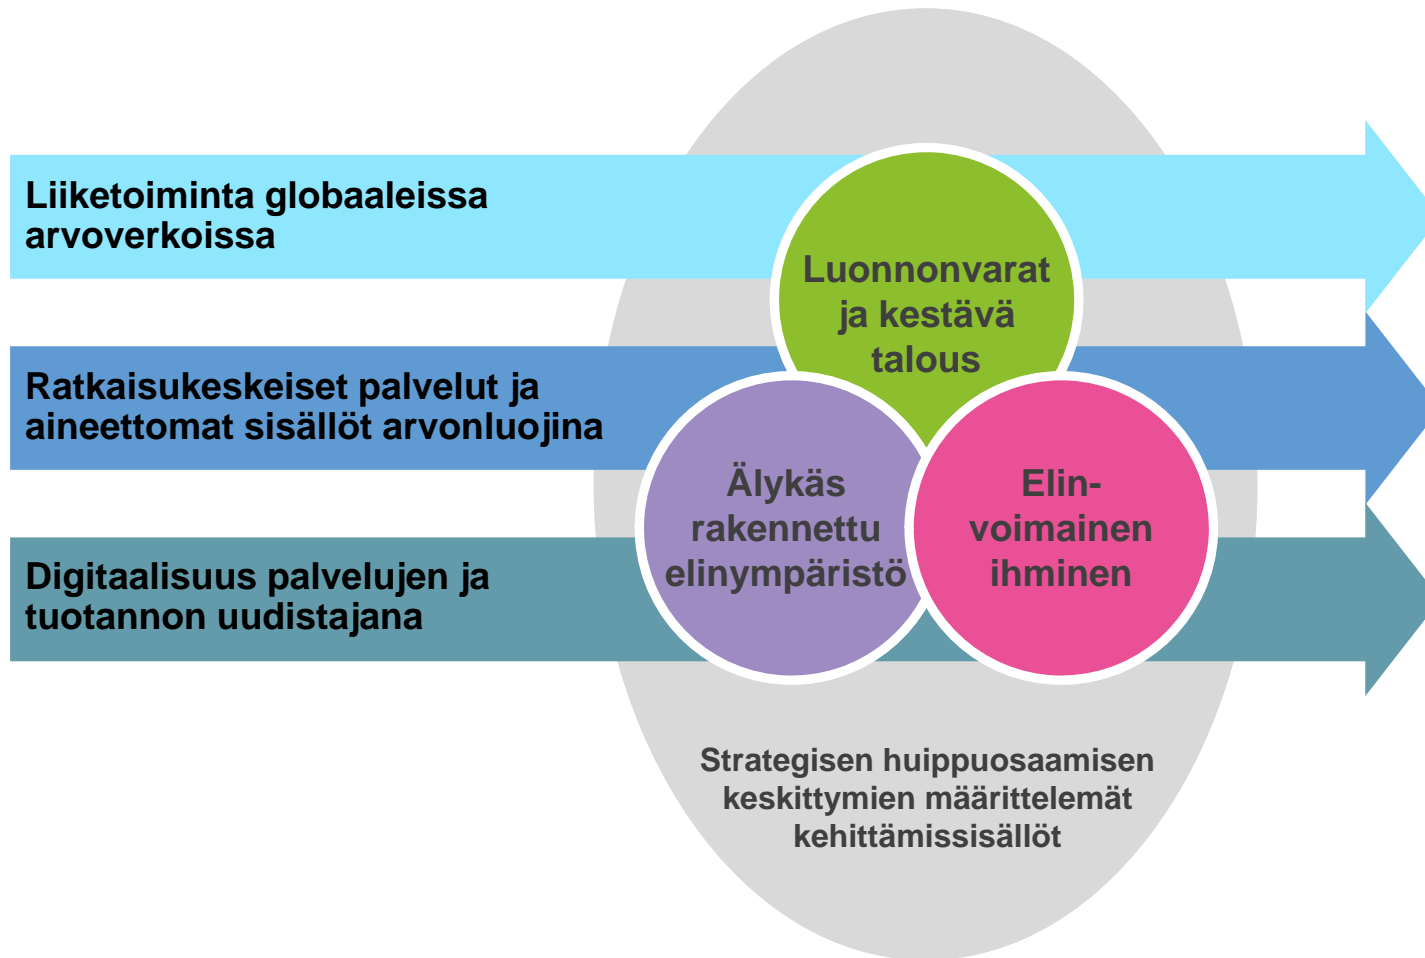 Liiketoiminta globaaleissa
arvoverkoissa
Luonnonvarat
ja kestävä
talous
Ratkaisukeskeiset palvelut ja
aineettomat sisällöt arvonluojina
Älykäs
rakennettu
elinympäristö
Elin-
voimainen
ihminen
Digitaalisuus palvelujen ja
tuotannon uudistajana
Strategisen huippuosaamisen
keskittymien määrittelemät
kehittämissisällöt